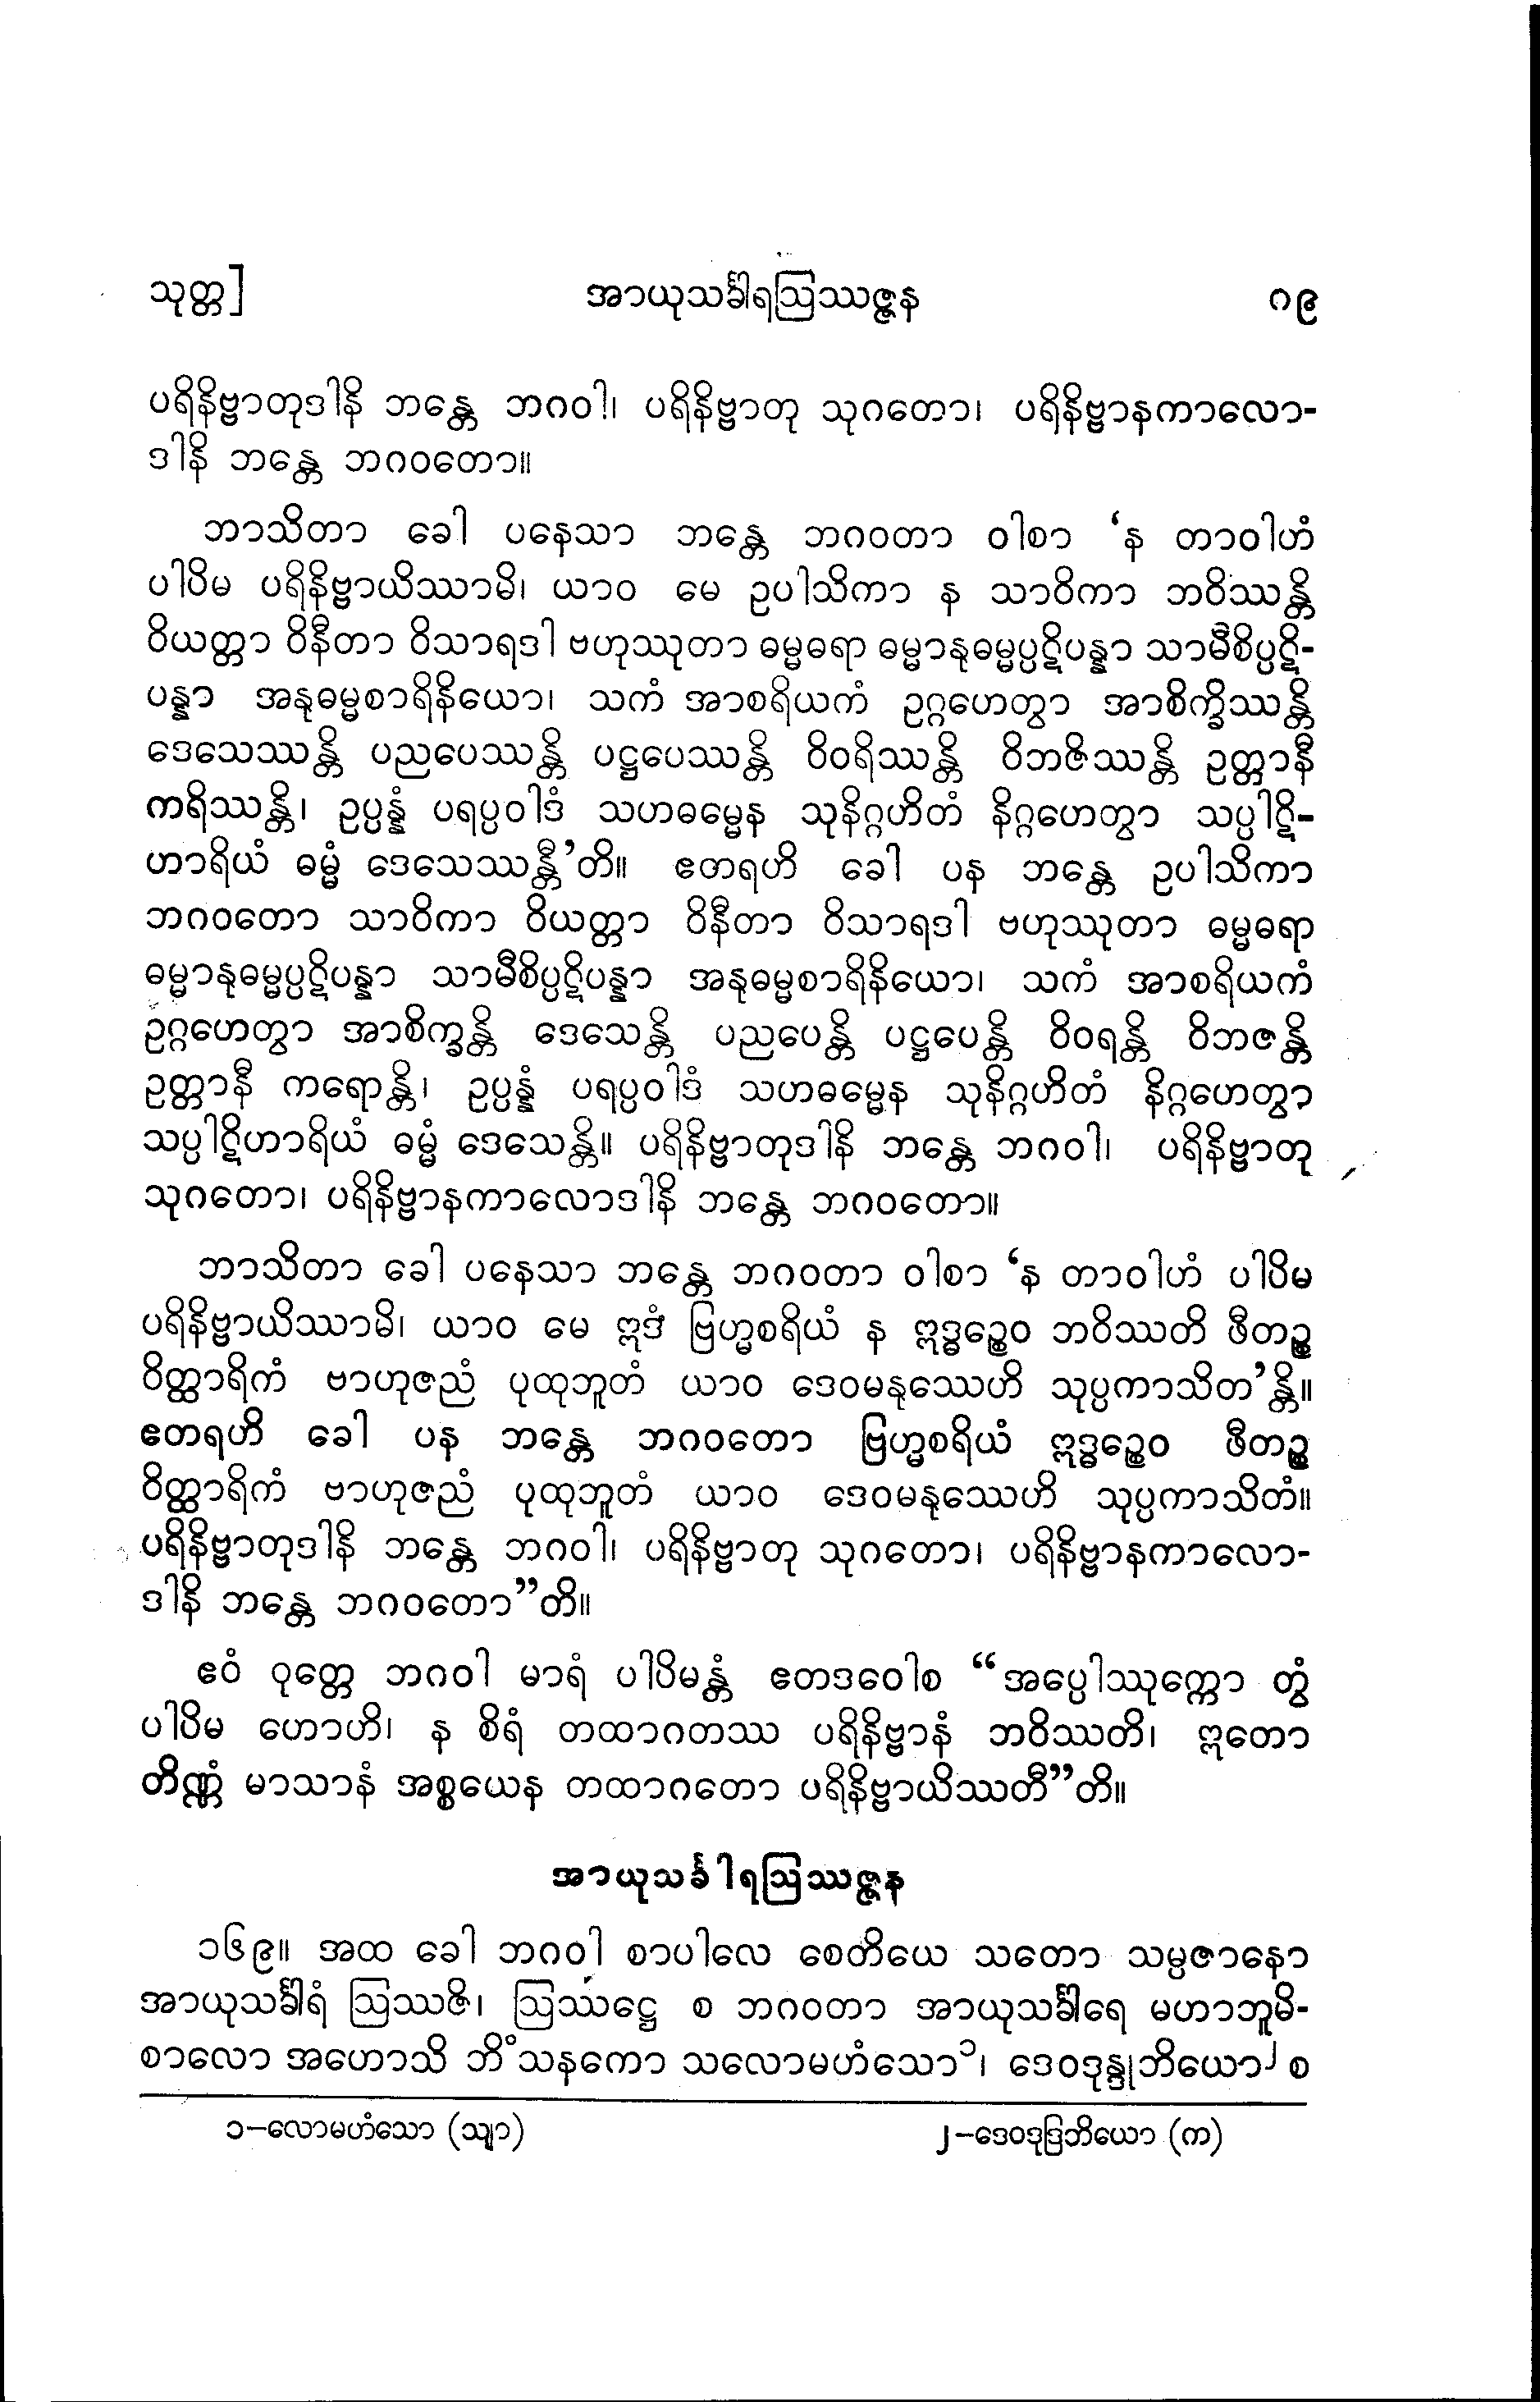 သုတ္တ]
အာယုသင်္ခါရဩဿဇ္ဇန
၈၉
ပရိနိဗ္ဗာတုဒါနိ ဘန္တေ ဘဂဝါ၊ ပရိနိဗ္ဗာတု သုဂတော၊ ပရိနိဗ္ဗာနကာလော-
ဒါနိ ဘန္တေ ဘဂဝတော။
ဘာသိတာ ခေါ ပနေသာ ဘန္တေ ဘဂဝတာ ဝါစာ ‘န တာဝါဟံ
ပါပိမ ပရိနိဗ္ဗာယိဿာမိ၊ ယာဝ မေ ဥပါသိကာ န သာဝိကာ ဘဝိဿန္တိ
ဝိယတ္တာ ဝိနီတာ ဝိသာရဒါ ဗဟုဿုတာ ဓမ္မဓရာ ဓမ္မာနုဓမ္မပ္ပဋိပန္နာ သာမီစိပ္ပဋိ-
ပန္နာ အနုဓမ္မစာရိနိယော၊ သကံ အာစရိယကံ ဥဂ္ဂဟေတွာ အာစိက္ခိဿန္တိ
ဒေသေဿန္တိ ပညပေဿန္တိ ပဋ္ဌပေဿန္တိ ဝိဝရိဿန္တိ ဝိဘဇိဿန္တိ ဥတ္တာနီ
ကရိဿန္တိ၊ ဥပ္ပန္နံ ပရပ္ပဝါဒံ သဟဓမ္မေန သုနိဂ္ဂဟိတံ နိဂ္ဂဟေတွာ သပ္ပါဋိ-
ဟာရိယံ ဓမ္မံ ဒေသေဿန္တီ’တိ။ ဧတရဟိ ခေါ ပန ဘန္တေ ဥပါသိကာ
ဘဂဝတော သာဝိကာ ဝိယတ္တာ ဝိနီတာ ဝိသာရဒါ ဗဟုဿုတာ ဓမ္မဓရာ
ဓမ္မာနုဓမ္မပ္ပဋိပန္နာ သာမီစိပ္ပဋိပန္နာ အနုဓမ္မစာရိနိယော၊ သကံ အာစရိယကံ
ဥဂ္ဂဟေတွာ အာစိက္ခန္တိ ဒေသေန္တိ ပညပေန္တိ ပဋ္ဌပေန္တိ ဝိဝရန္တိ ဝိဘဇန္တိ
ဥတ္တာနီ ကရောန္တိ၊ ဥပ္ပန္နံ ပရပ္ပဝါဒံ သဟဓမ္မေန သုနိဂ္ဂဟိတံ နိဂ္ဂဟေတွာ
သပ္ပါဋိဟာရိယံ ဓမ္မံ ဒေသေန္တိ။ ပရိနိဗ္ဗာတုဒါနိ ဘန္တေ ဘဂဝါ၊ ပရိနိဗ္ဗာတု
သုဂတော၊ ပရိနိဗ္ဗာနကာလောဒါနိ ဘန္တေ ဘဂဝတော။
ဘာသိတာ ခေါ ပနေသာ ဘန္တေ ဘဂဝတာ ဝါစာ ‘န တာဝါဟံ ပါပိမ
ပရိနိဗ္ဗာယိဿာမိ၊ ယာဝ မေ ဣဒံ ဗြဟ္မစရိယံ န ဣဒ္ဓဉ္စေဝ ဘဝိဿတိ ဖီတဉ္စ
ဝိတ္ထာရိကံ ဗာဟုဇညံ ပုထုဘူတံ ယာဝ ဒေဝမနုဿေဟိ သုပ္ပကာသိတ’န္တိ။
ဧတရဟိ ခေါ ပန ဘန္တေ ဘဂဝတော ဗြဟ္မစရိယံ ဣဒ္ဓဉ္စေဝ ဖီတဉ္စ
ဝိတ္ထာရိကံ ဗာဟုဇညံ ပုထုဘူတံ ယာဝ ဒေဝမနုဿေဟိ သုပ္ပကာသိတံ။
ပရိနိဗ္ဗာတုဒါနိ ဘန္တေ ဘဂဝါ၊ ပရိနိဗ္ဗာတု သုဂတော၊ ပရိနိဗ္ဗာနကာလော-
ဒါနိ ဘန္တေ ဘဂဝတော”တိ။
ဧဝံ ဝုတ္တေ ဘဂဝါ မာရံ ပါပိမန္တံ ဧတဒဝေါစ “အပ္ပေါဿုက္ကော တွံ
ပါပိမ ဟောဟိ၊ န စိရံ တထာဂတဿ ပရိနိဗ္ဗာနံ ဘဝိဿတိ၊ ဣတော
တိဏ္ဏံ မာသာနံ အစ္စယေန တထာဂတော ပရိနိဗ္ဗာယိဿတီ”တိ။
အာယုသင်္ခါရဩဿဇ္ဇန
၁၆၉။ အထ ခေါ ဘဂဝါ စာပါလေ စေတိယေ သတော သမ္ပဇာနော
အာယုသင်္ခါရံ ဩဿဇိ၊ ဩဿဋ္ဌေ စ ဘဂဝတာ အာယုသင်္ခါရေ မဟာဘူမိ-
စာလော အဟောသိ ဘိံသနကော သလောမဟံသော၁၊ ဒေဝဒုန္ဒုဘိယော၂ စ
၁–လောမဟံသော (သျာ)
၂–ဒေဝဒုဒြဘိယော (က)